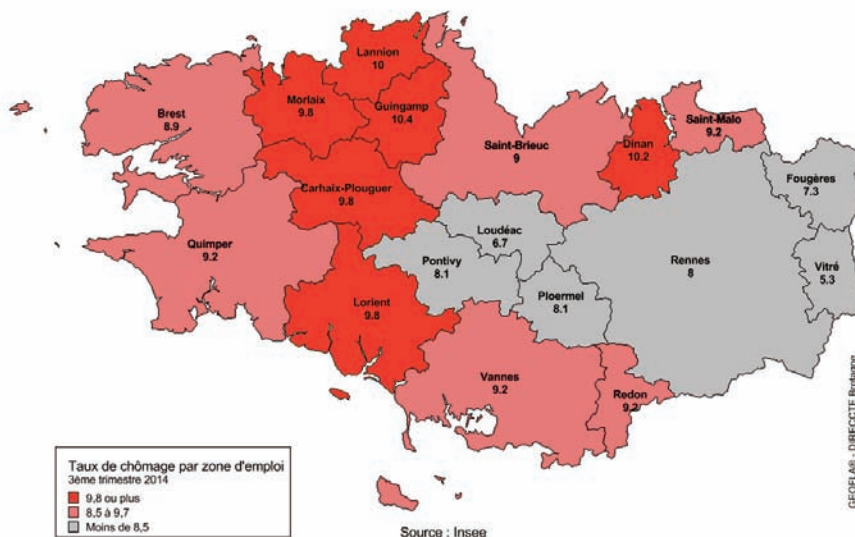 Lannion
10
Morlaix
9.8
Guingamp
10.4
Brest
8.9
Saint-Brieuc
9
Dinan
10.2
Saint-Malo
9.2
Fougères
7.3
Carhaix-Plouguer
9.8
Quimper
9.2
Loudéac
6.7
Pontivy
8.1
Rennes
8
Vitré
5.3
Ploermel
8.1
Lorient
9.8
Vannes
9.2
Redon
9.2
Taux de chômage par zone d'emploi
3ème trimestre 2014
9,8 ou plus
8,5 à 9,7
Moins de 8,5
Source : Insee
GEOFLA® - DIRECCTE Bretagne